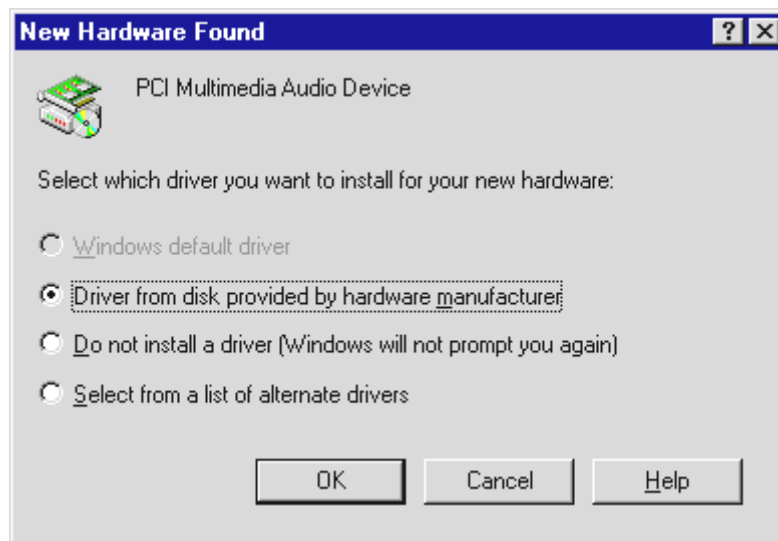 New Hardware Found
PCI Multimedia Audio Device
Select which driver you want to install for your new hardware:
Windows default driver
Driver from disk provided by hardware manufacturer
Do not install a driver (Windows will not prompt you again)
Select from a list of alternate drivers
OK Cancel Help